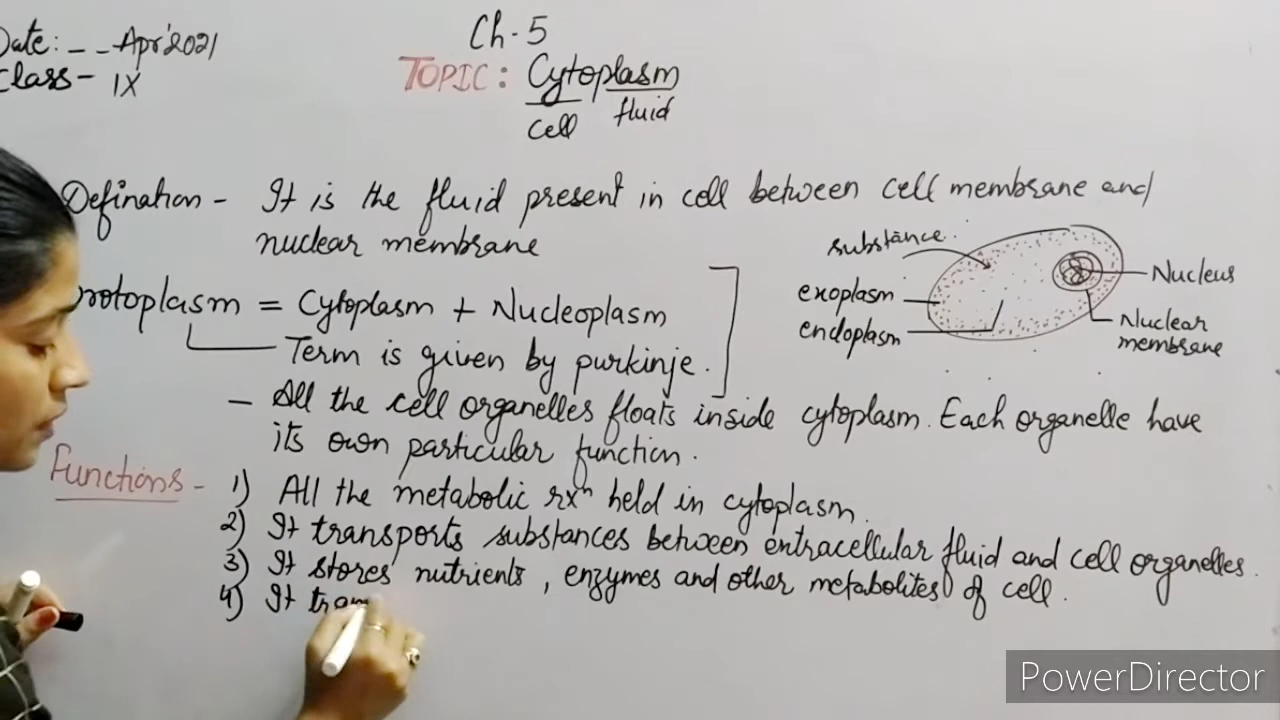 Date: - - Apr'2021
Class - IX
Ch-5
TOPIC: Cytoplasm
cell fluid
Defination - It is the fluid present in cell between cell membrane and
nuclear membrane
rotoplasm = Cytoplasm + Nucleoplasm
Term is given by purkinje.
substance..
exoplasm
endoplasm
Nucleus
Nuclear
membrane
- All the cell organelles floats inside cytoplasm. Each organelle have
its own particular function.
Functions - 1) All the metabolic rxⁿ held in cytoplasm.
2) It transports substances between extracellular fluid and cell organelles.
3) It stores nutrients, enzymes and other metabolites of cell.
4) It tran
PowerDirector